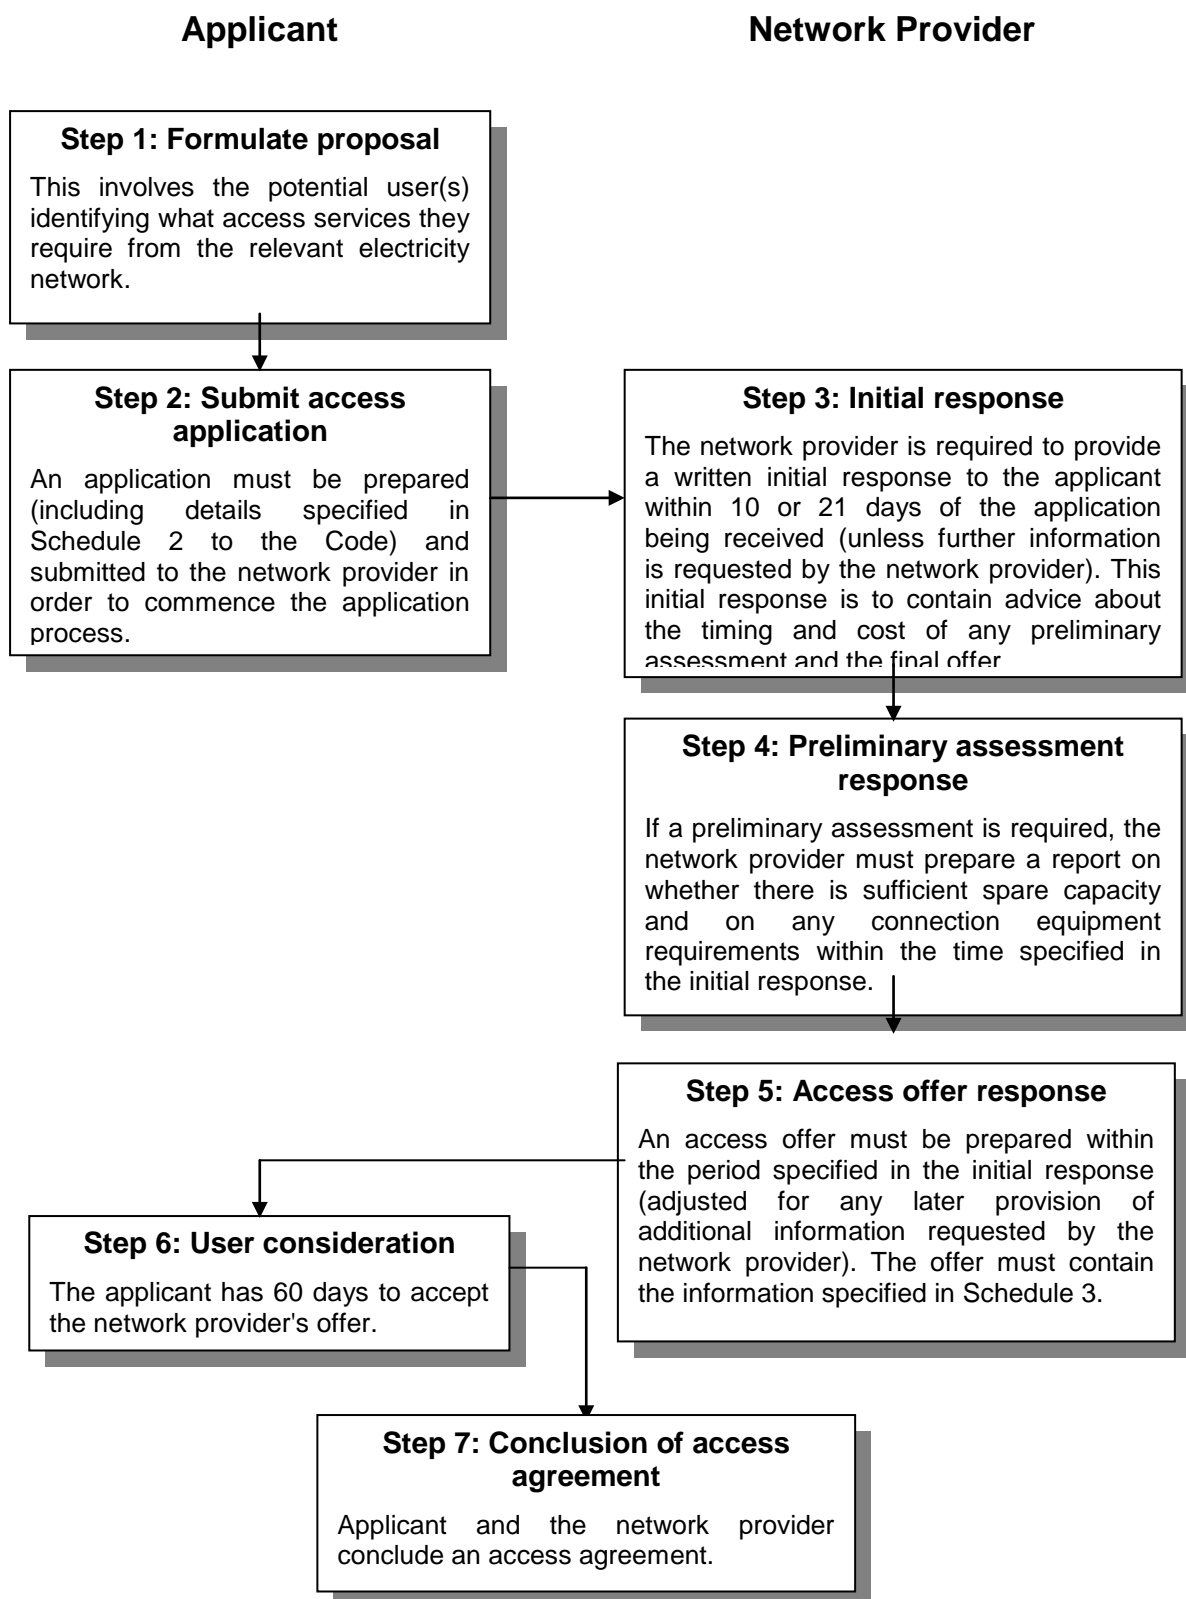 Applicant
Network Provider
Step 1: Formulate proposal
This involves the potential user(s)
identifying what access services they
require from the relevant electricity
network.
Step 2: Submit access
application
An application must be prepared
(including details specified in
Schedule 2 to the Code) and
submitted to the network provider in
order to commence the application
process.
Step 3: Initial response
The network provider is required to provide
a written initial response to the applicant
within 10 or 21 days of the application
being received (unless further information
is requested by the network provider). This
initial response is to contain advice about
the timing and cost of any preliminary
assessment and the final offer
Step 4: Preliminary assessment
response
If a preliminary assessment is required, the
network provider must prepare a report on
whether there is sufficient spare capacity
and on any connection equipment
requirements within the time specified in
the initial response.
Step 5: Access offer response
An access offer must be prepared within
the period specified in the initial response
(adjusted for any later provision of
additional information requested by the
network provider). The offer must contain
the information specified in Schedule 3.
Step 6: User consideration
The applicant has 60 days to accept
the network provider's offer.
Step 7: Conclusion of access
agreement
Applicant and the network provider
conclude an access agreement.